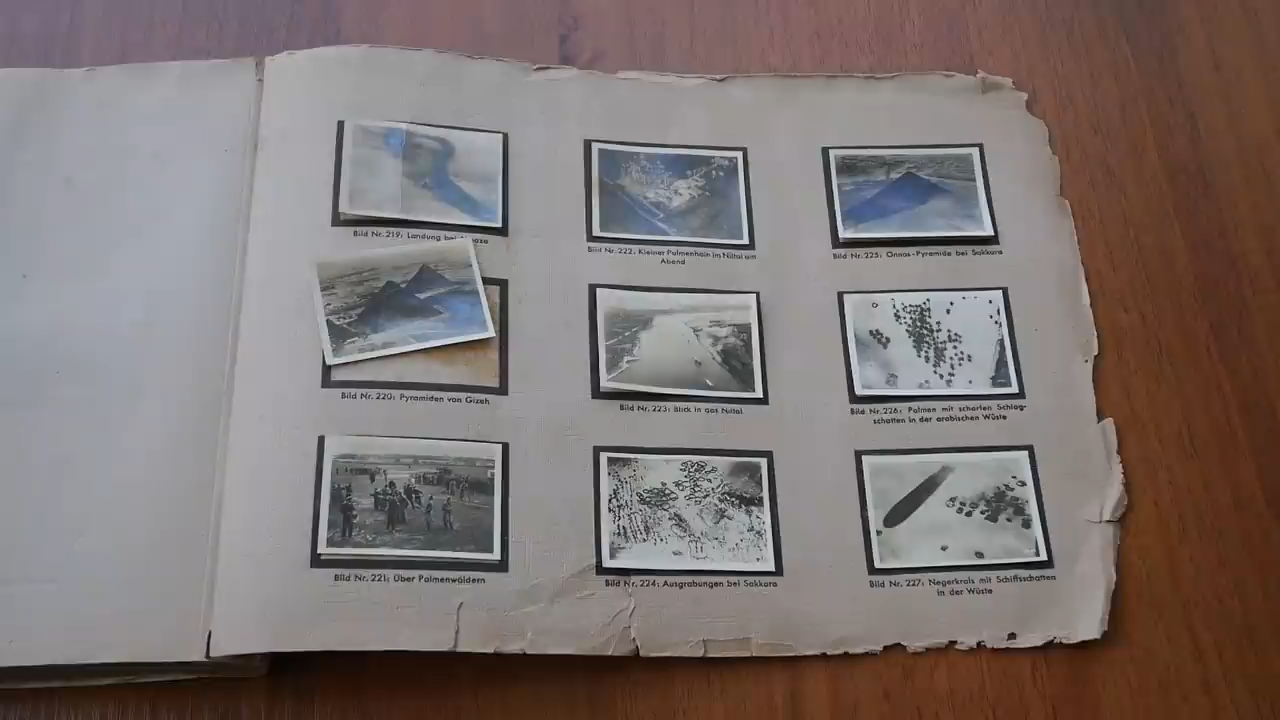 Bild Nr. 219: Landung bei
Bild Nr. 222: Kleiner Palmenhain im Niltal am
Abend
Bild Nr. 225: Onnos-Pyramide bei Sakkara
Bild Nr. 220: Pyramiden von Gizeh
Bild Nr. 223: Blick in das Niltal
Bild Nr. 226: Palmen mit scharfen Schlag-
schatten in der arabischen Wüste
Bild Nr. 221: Über Palmenwäldern
Bild Nr. 224: Ausgrabungen bei Sakkara
Bild Nr. 227: Negerkrals mit Schiffsschatten
in der Wüste